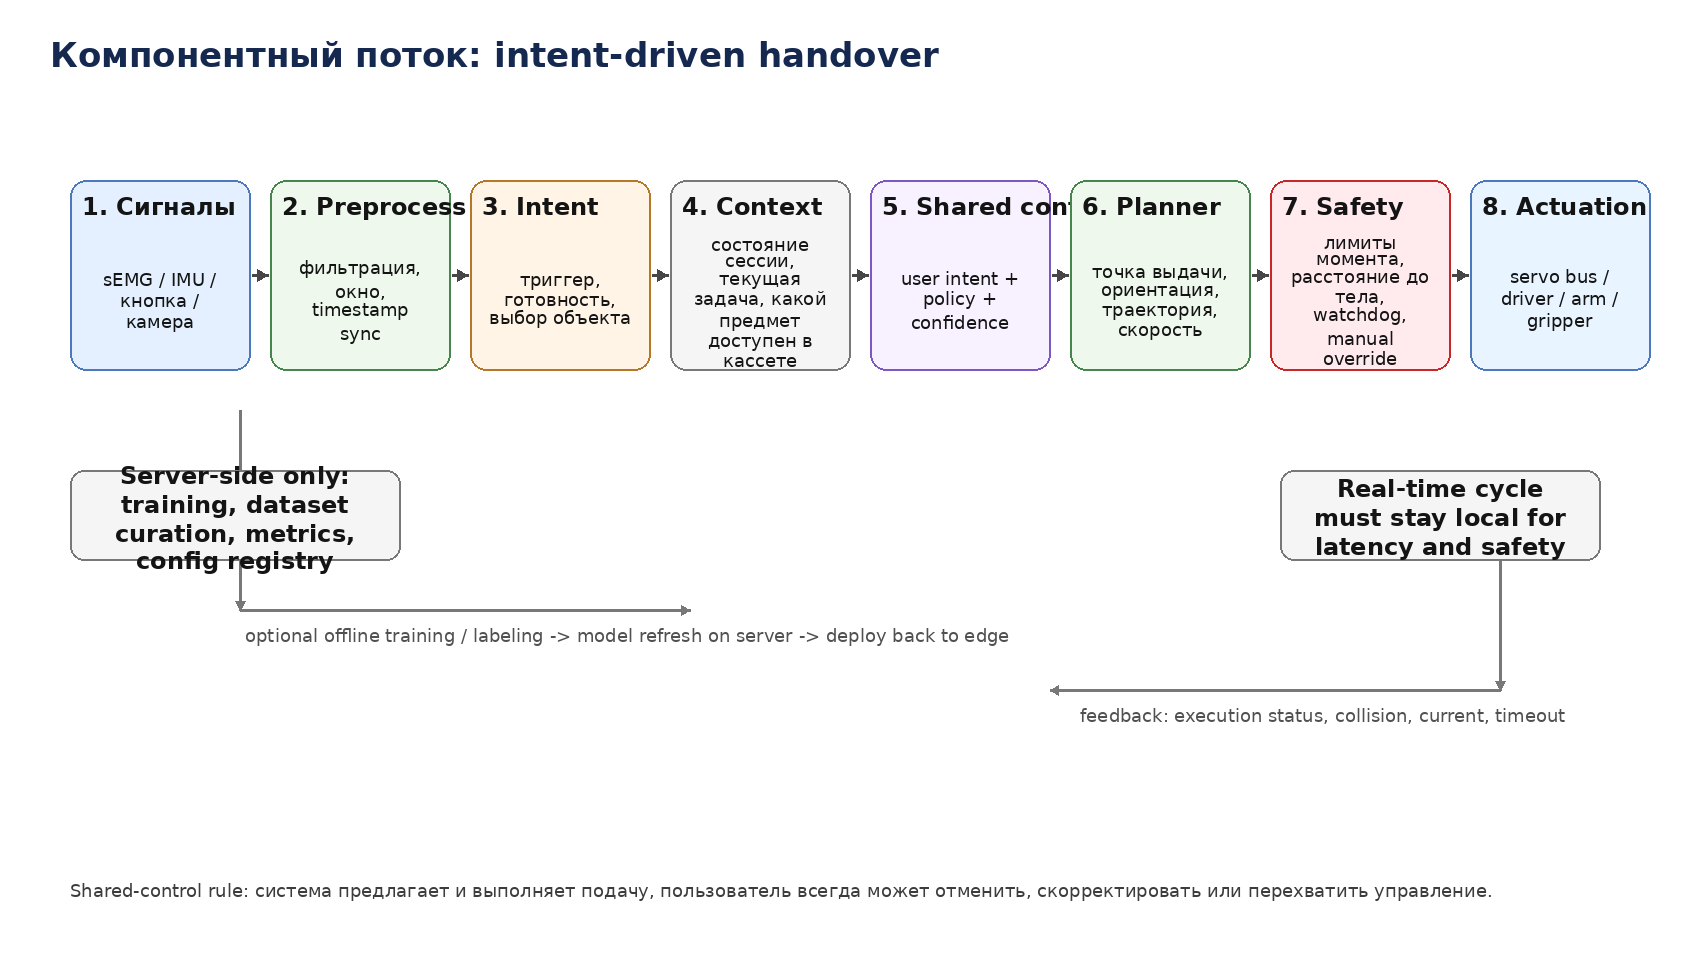 Компонентный поток: intent-driven handover
1. Сигналы
sEMG / IMU /
кнопка /
камера
2. Preprocess
фильтрация,
окно,
timestamp
sync
3. Intent
триггер,
готовность,
выбор объекта
4. Context
состояние
сессии,
текущая
задача, какой
предмет
доступен в
кассете
5. Shared cont
user intent +
policy +
confidence
6. Planner
точка выдачи,
ориентация,
траектория,
скорость
7. Safety
лимиты
момента,
расстояние до
тела,
watchdog,
manual
override
8. Actuation
servo bus /
driver / arm /
gripper
Server-side only:
training, dataset
curation, metrics,
config registry
Real-time cycle
must stay local for
latency and safety
optional offline training / labeling -> model refresh on server -> deploy back to edge
feedback: execution status, collision, current, timeout
Shared-control rule: система предлагает и выполняет подачу, пользователь всегда может отменить, скорректировать или перехватить управление.